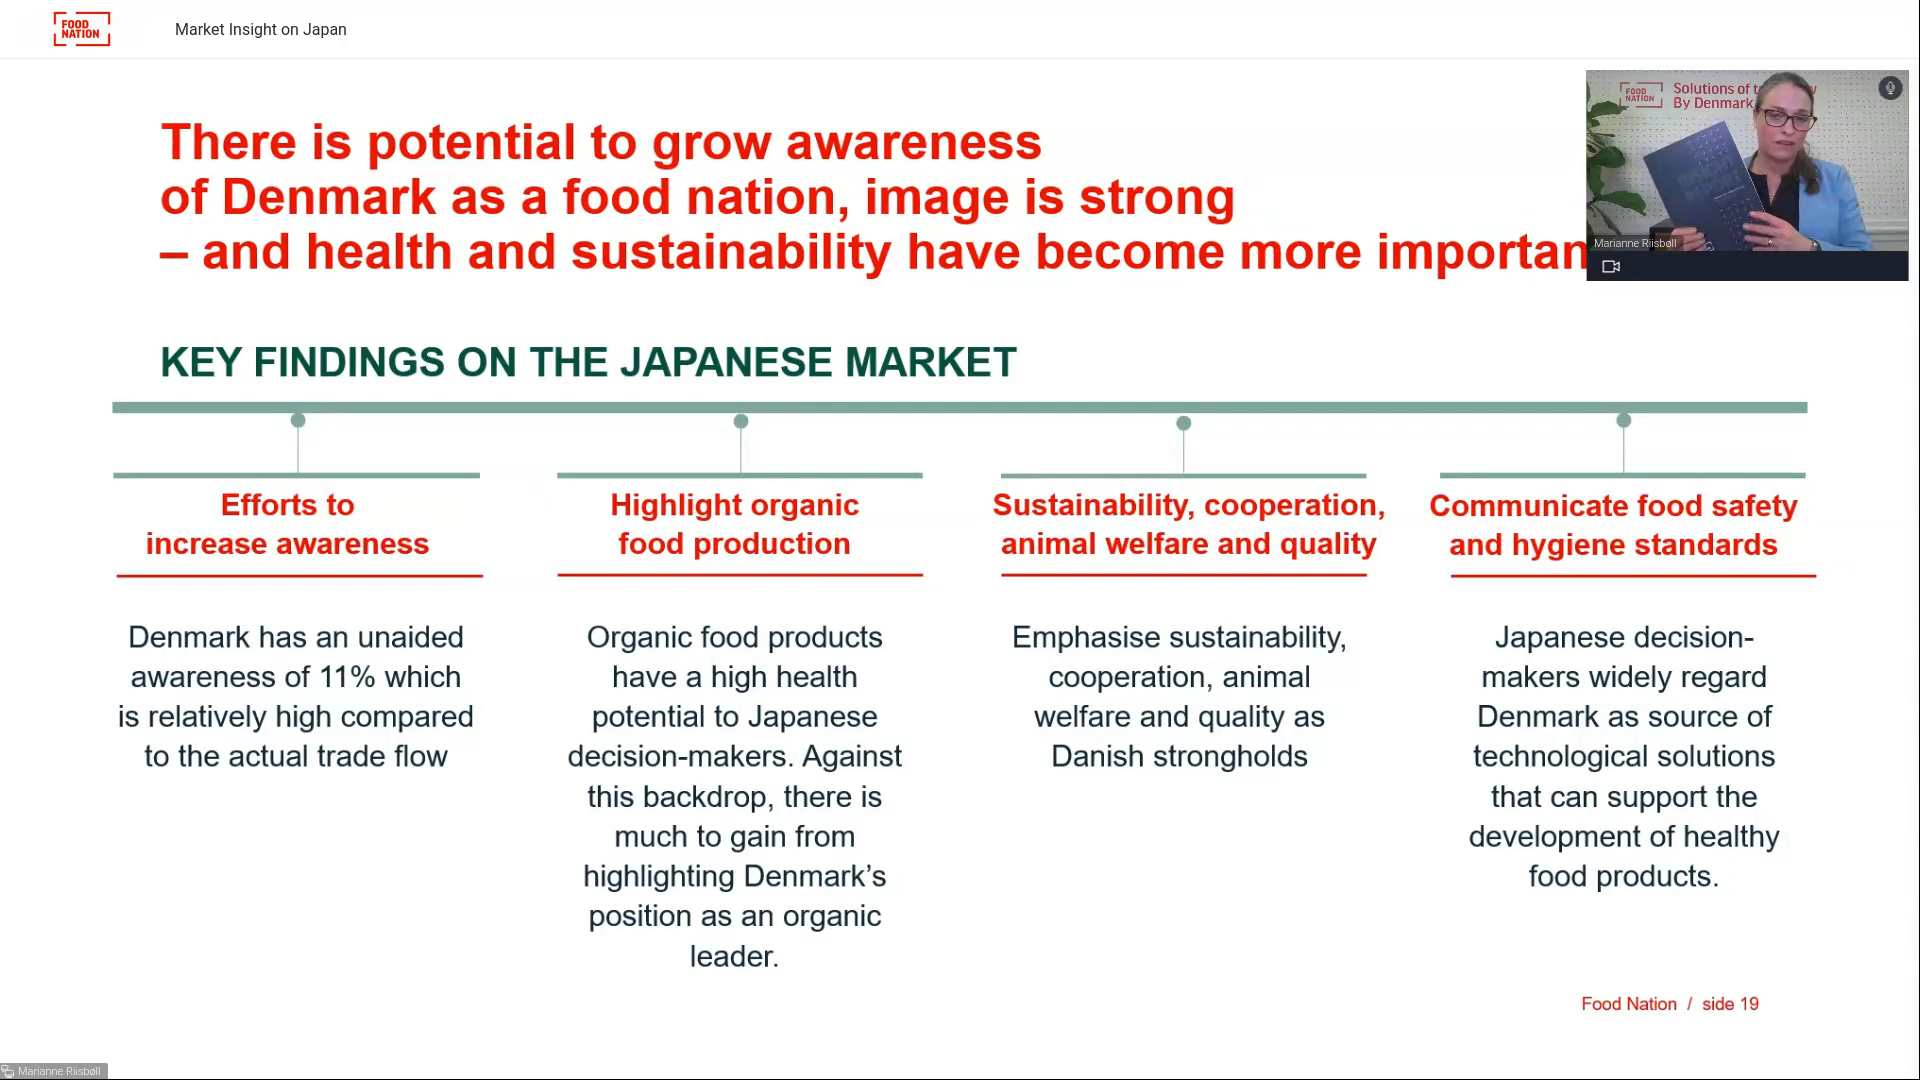 FOOD
NATION
Market Insight on Japan
There is potential to grow awareness
of Denmark as a food nation, image is strong
– and health and sustainability have become more importan
FOOD
NATION
Solutions of
By Denmark
Marianne Riisbøll
KEY FINDINGS ON THE JAPANESE MARKET
Efforts to
increase awareness
Denmark has an unaided
awareness of 11% which
is relatively high compared
to the actual trade flow
Highlight organic
food production
Organic food products
have a high health
potential to Japanese
decision-makers. Against
this backdrop, there is
much to gain from
highlighting Denmark’s
position as an organic
leader.
Sustainability, cooperation,
animal welfare and quality
Emphasise sustainability,
cooperation, animal
welfare and quality as
Danish strongholds
Communicate food safety
and hygiene standards
Japanese decision-
makers widely regard
Denmark as source of
technological solutions
that can support the
development of healthy
food products.
Food Nation / side 19
Marianne Riisbøll